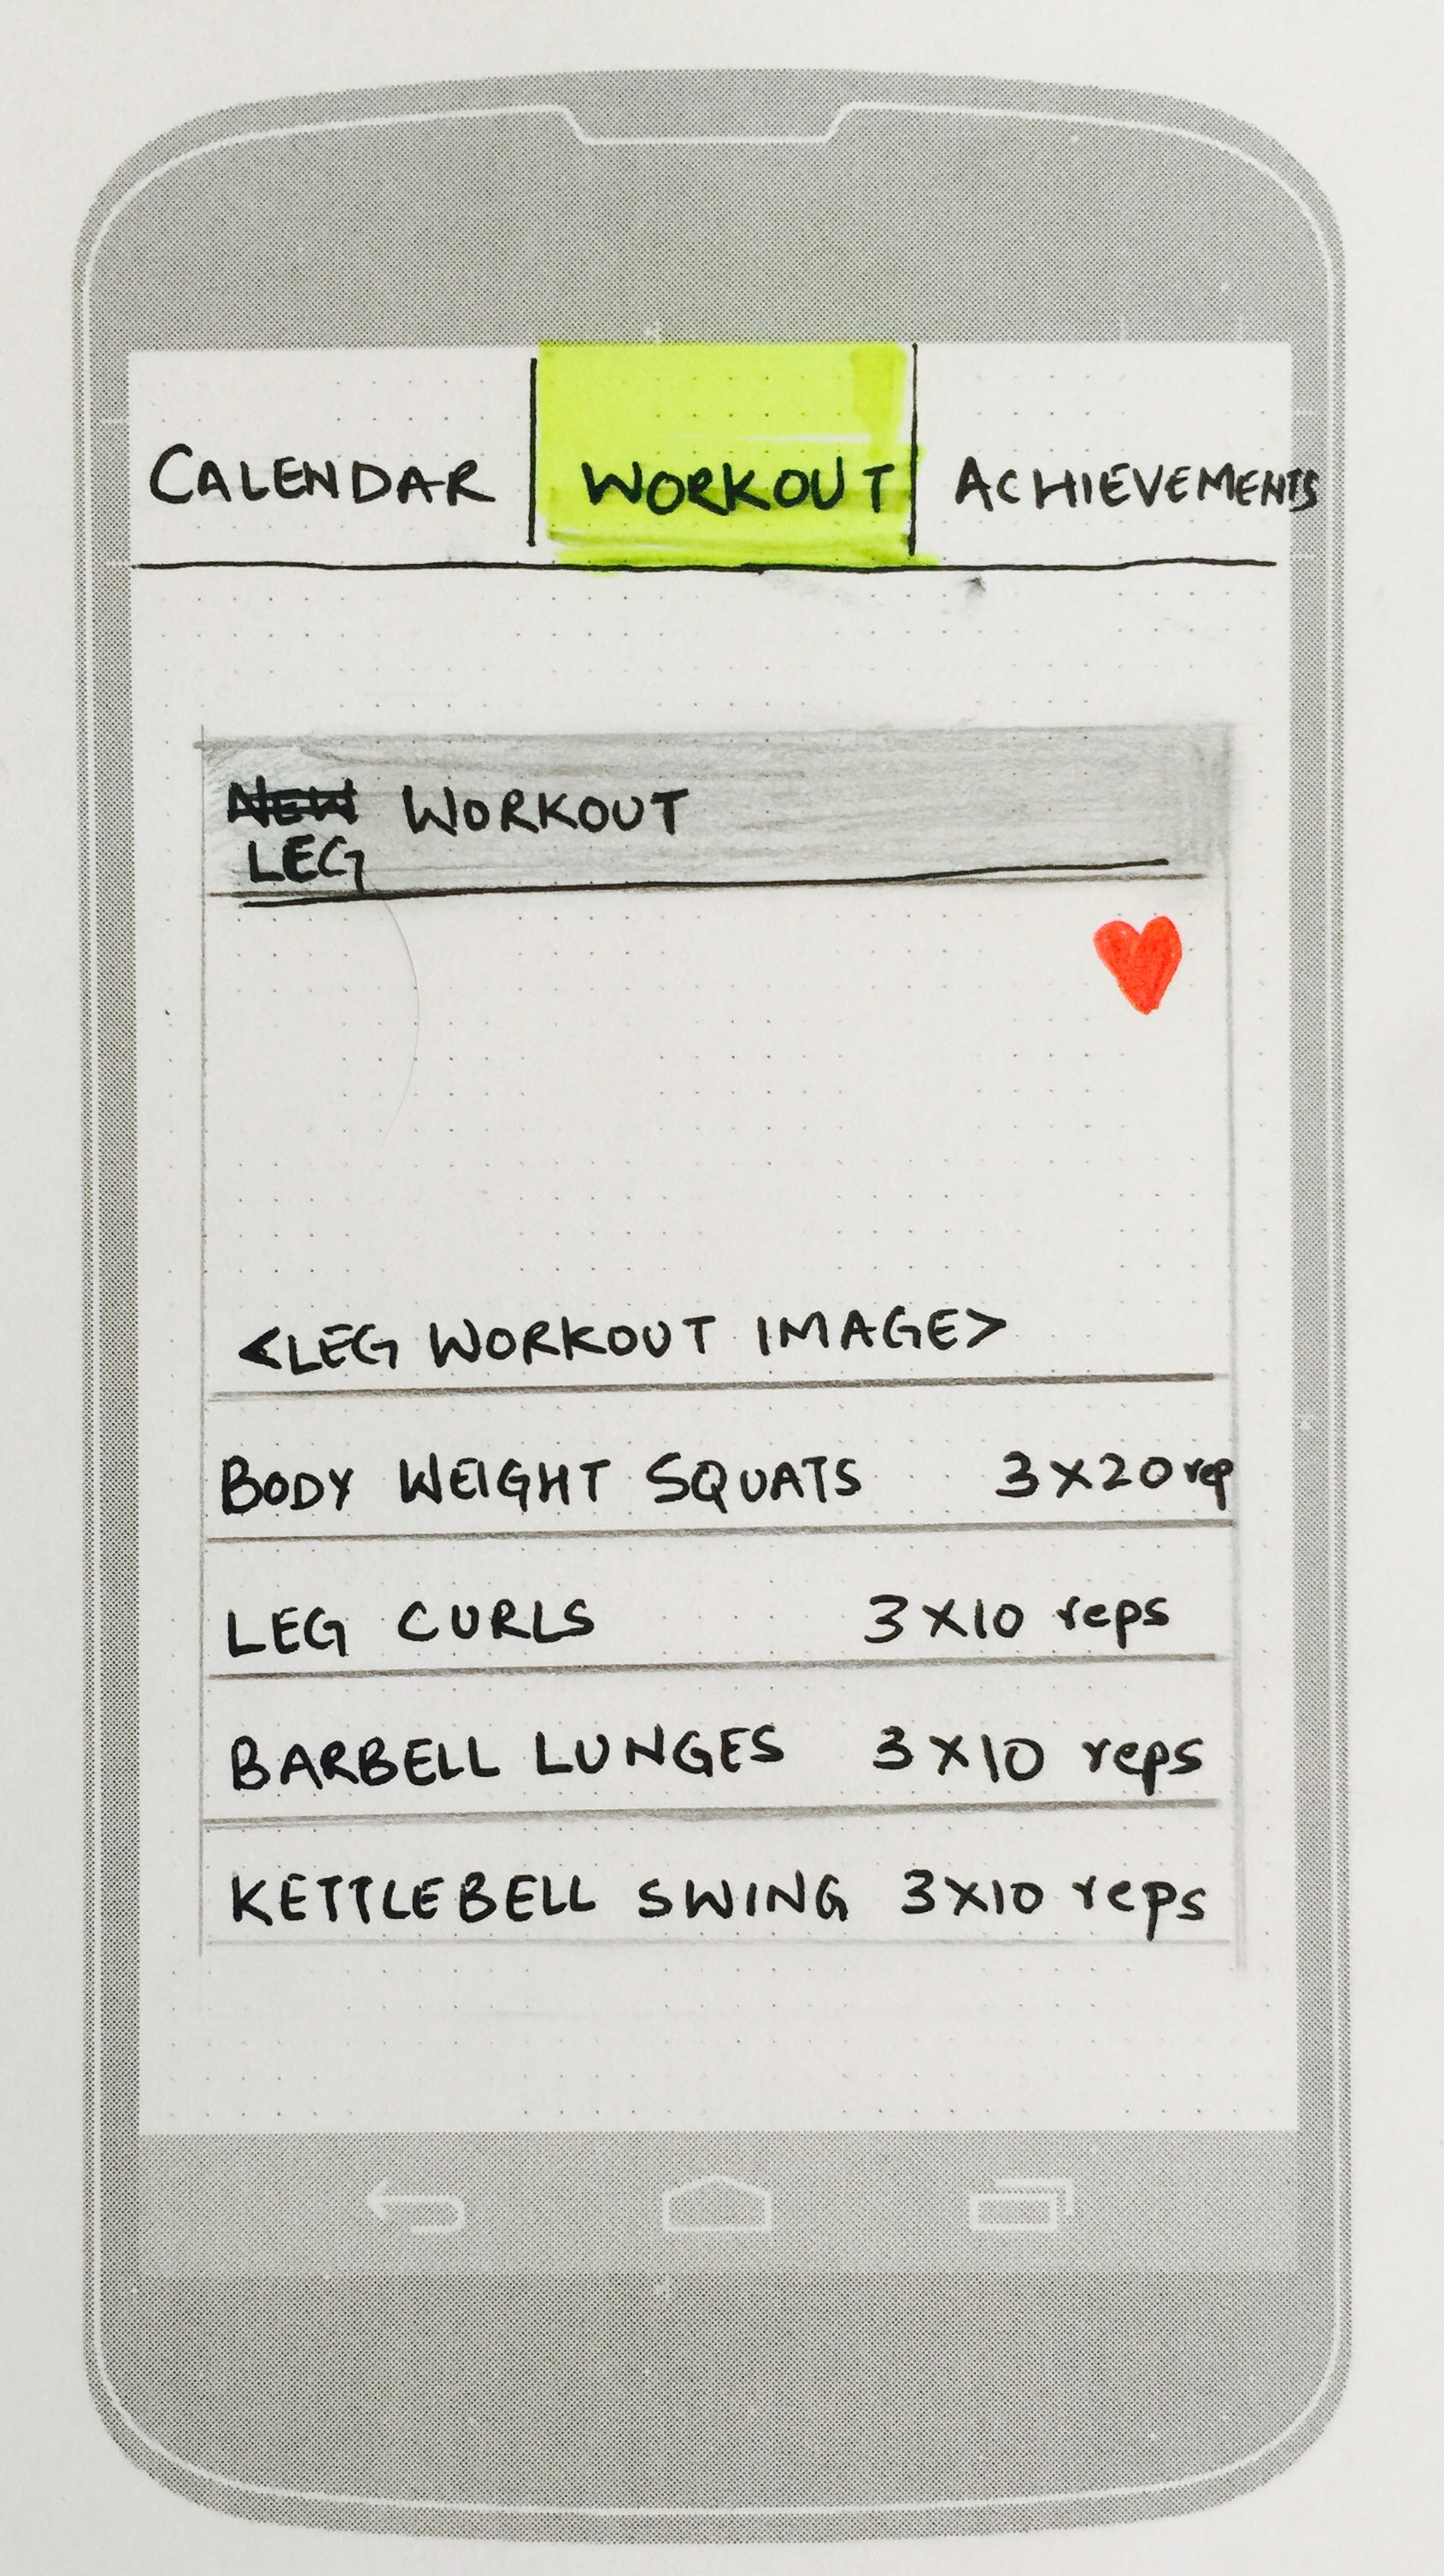 CALENDAR WORKOUT ACHIEVEMENTS
NEW WORKOUT
LEG
<LEG WORKOUT IMAGE>
BODY WEIGHT SQUATS 3X20 rep
LEG CURLS 3X10 reps
BARBELL LUNGES 3X10 reps
KETTLEBELL SWING 3X10 reps